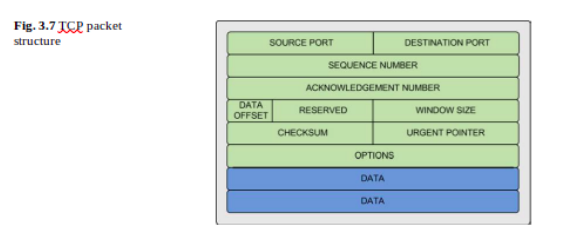 Fig. 3.7 TCP packet
structure
SOURCE PORT DESTINATION PORT
SEQUENCE NUMBER
ACKNOWLEDGEMENT NUMBER
DATA OFFSET RESERVED WINDOW SIZE
CHECKSUM URGENT POINTER
OPTIONS
DATA
DATA